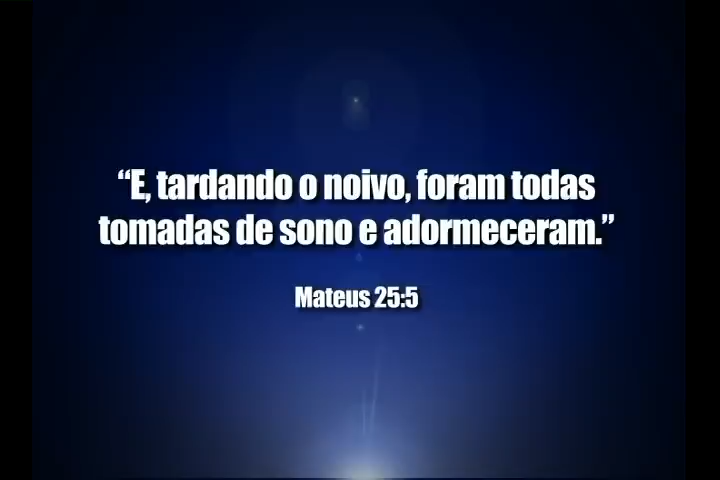 “E, tardando o noivo, foram todas
tomadas de sono e adormeceram.”
Mateus 25:5